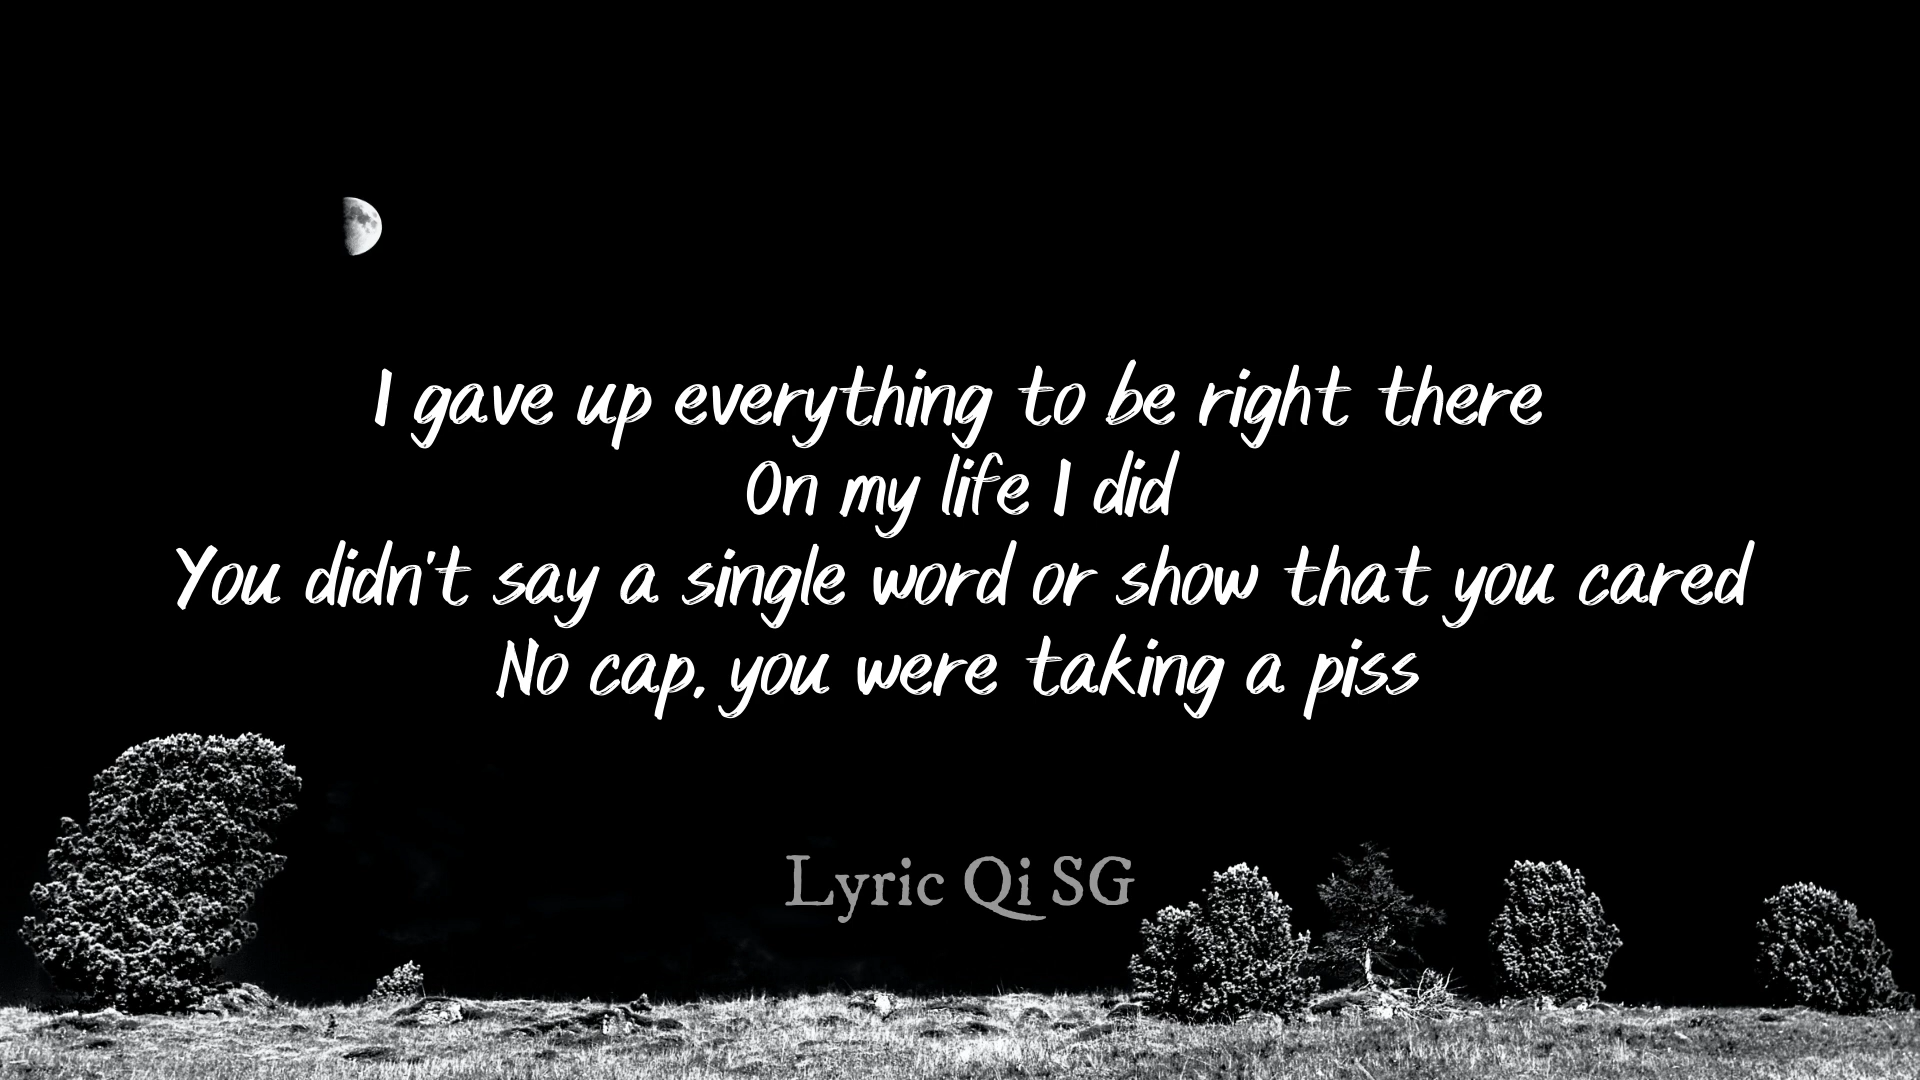 I gave up everything to be right there
On my life I did
You didn't say a single word or show that you cared
No cap, you were taking a piss
Lyric Qi SG